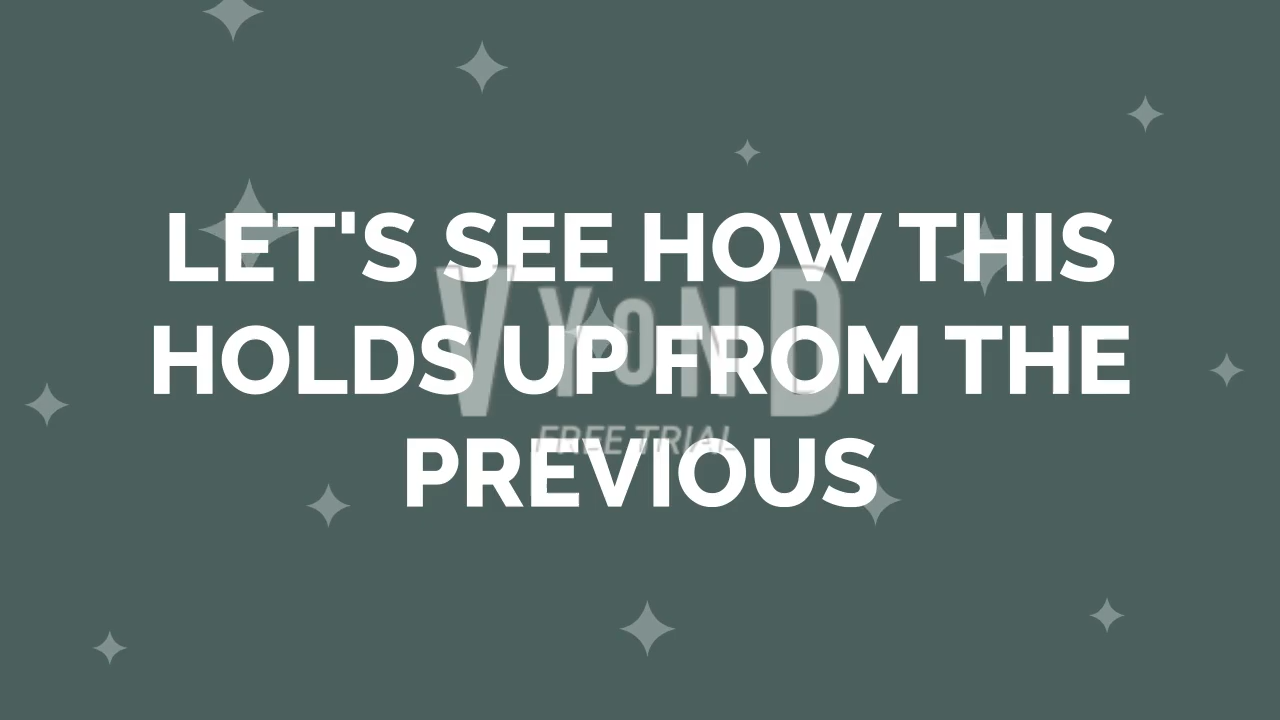 LET'S SEE HOW THIS
HOLDS UP FROM THE
PREVIOUS
VYOND
FREE TRIAL